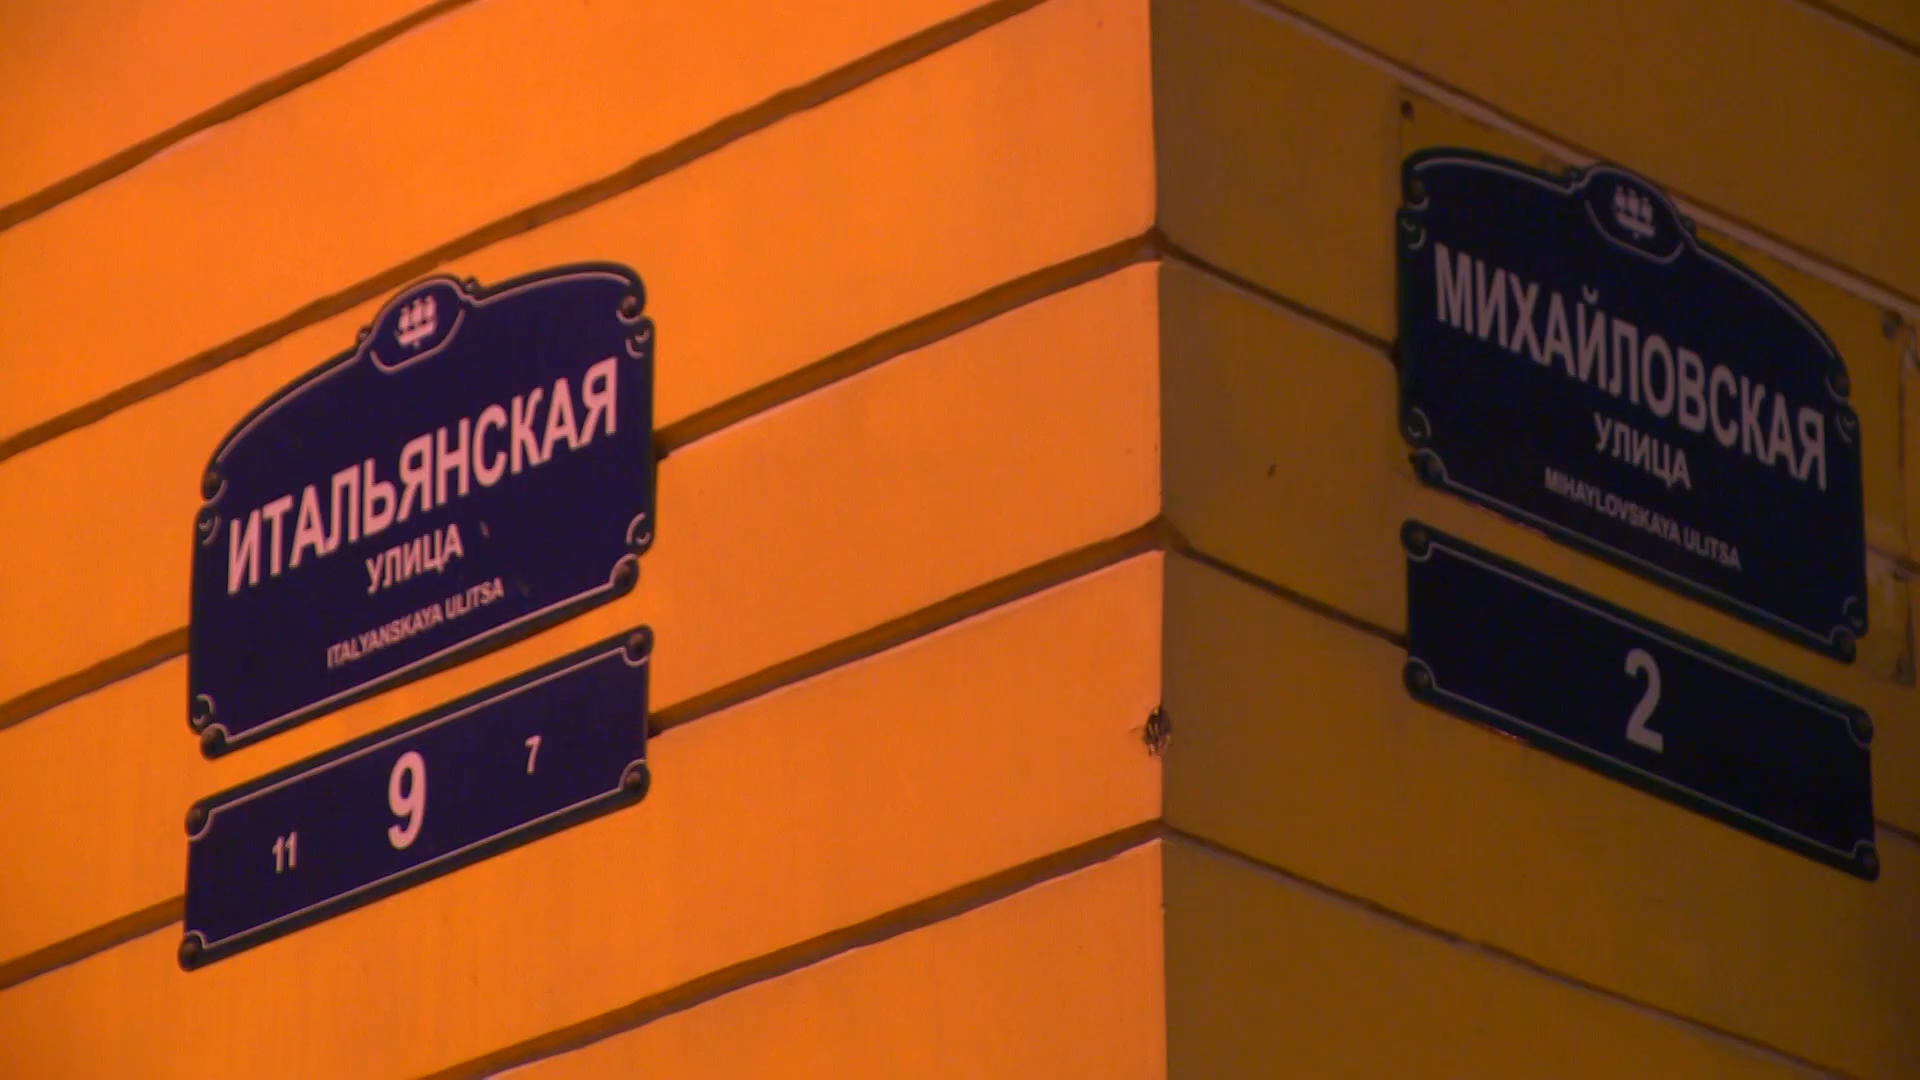 ИТАЛЬЯНСКАЯ
УЛИЦА
ITALYANSKAYA ULITSA
11 9 7
МИХАЙЛОВСКАЯ
УЛИЦА
MIHAYLOVSKAYA ULITSA
2